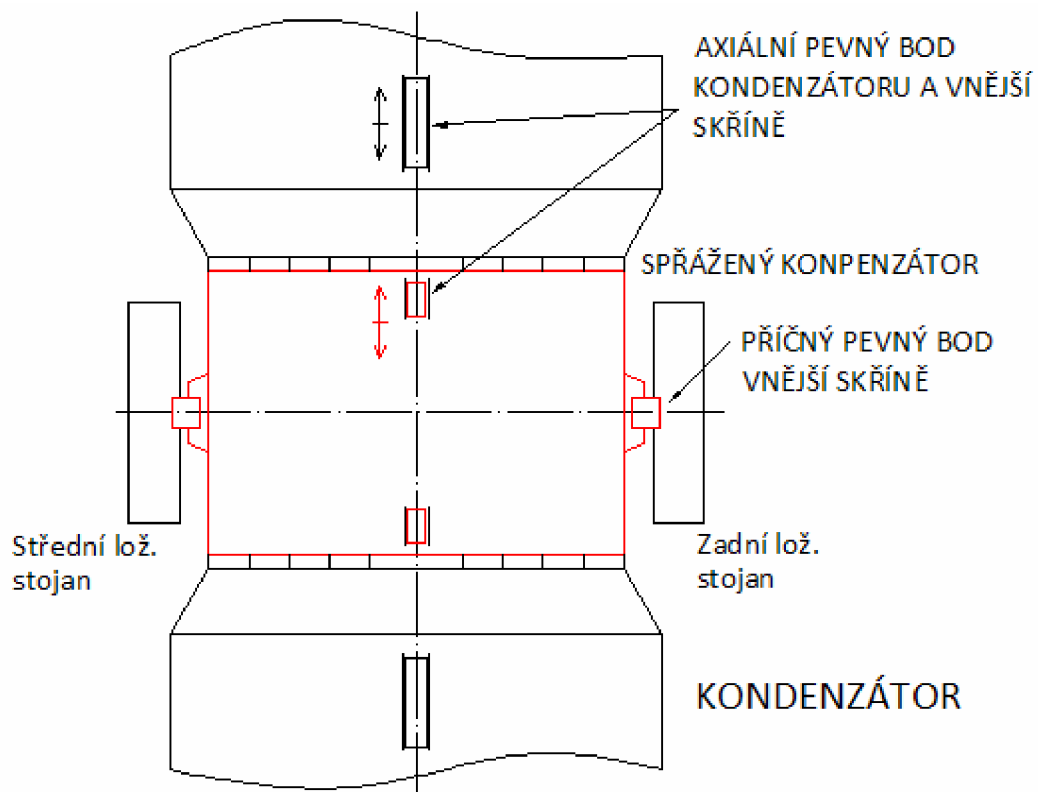 AXIÁLNÍ PEVNÝ BOD
KONDENZÁTORU A VNĚJŠÍ
SKŘÍNĚ
SPŘÁŽENÝ KONPENZÁTOR
PŘÍČNÝ PEVNÝ BOD
VNĚJŠÍ SKŘÍNĚ
Střední lož.
stojan
Zadní lož.
stojan
KONDENZÁTOR